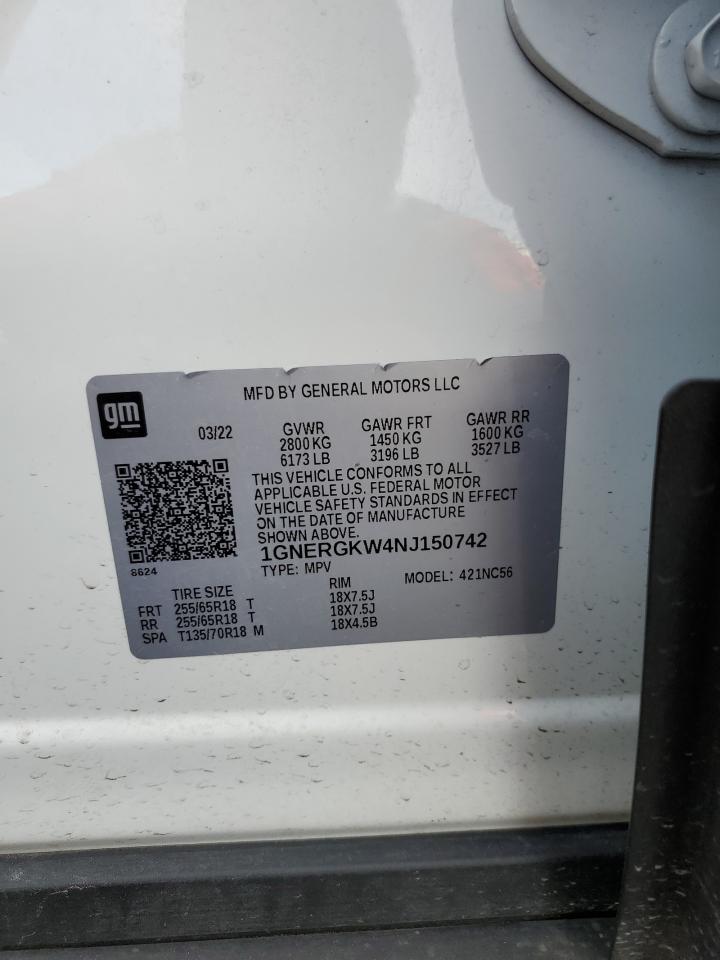 gm
MFD BY GENERAL MOTORS LLC
03/22 GVWR GAWR FRT GAWR RR
2800 KG 1450 KG 1600 KG
6173 LB 3196 LB 3527 LB
THIS VEHICLE CONFORMS TO ALL
APPLICABLE U.S. FEDERAL MOTOR
VEHICLE SAFETY STANDARDS IN EFFECT
ON THE DATE OF MANUFACTURE
SHOWN ABOVE.
1GNERGKW4NJ150742
8624
TYPE: MPV MODEL: 421NC56
TIRE SIZE RIM
FRT 255/65R18 T 18X7.5J
RR 255/65R18 T 18X7.5J
SPA T135/70R18 M 18X4.5B